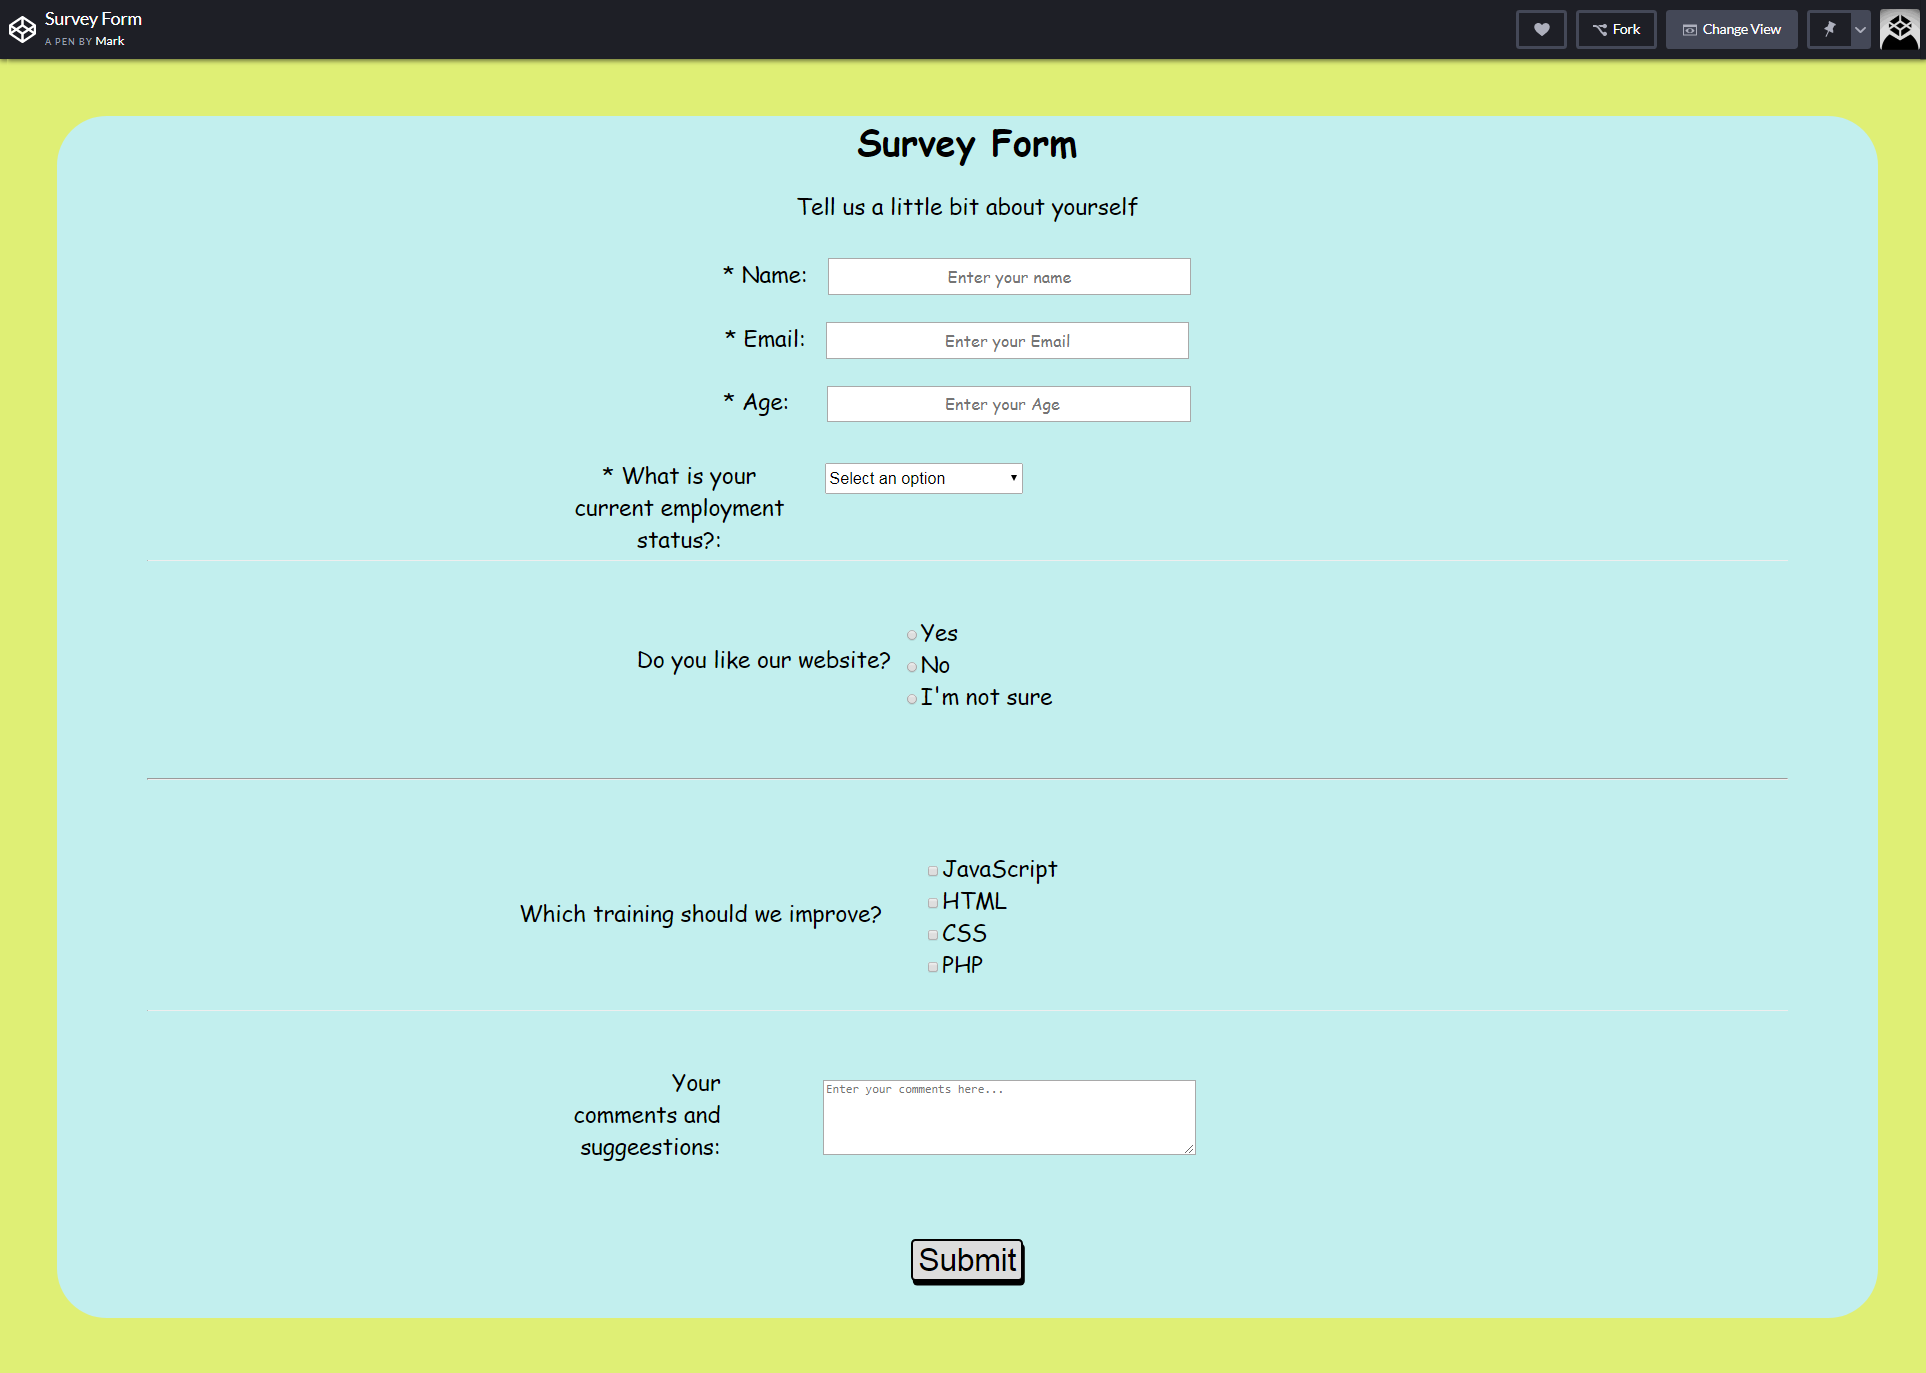 Survey Form
A PEN BY Mark
Fork
Change View
Survey Form
Tell us a little bit about yourself
* Name:
Enter your name
* Email:
Enter your Email
* Age:
Enter your Age
* What is your
current employment
status?:
Select an option
Do you like our website?
Yes
No
I'm not sure
Which training should we improve?
JavaScript
HTML
CSS
PHP
Your
comments and
suggeestions:
Enter your comments here...
Submit